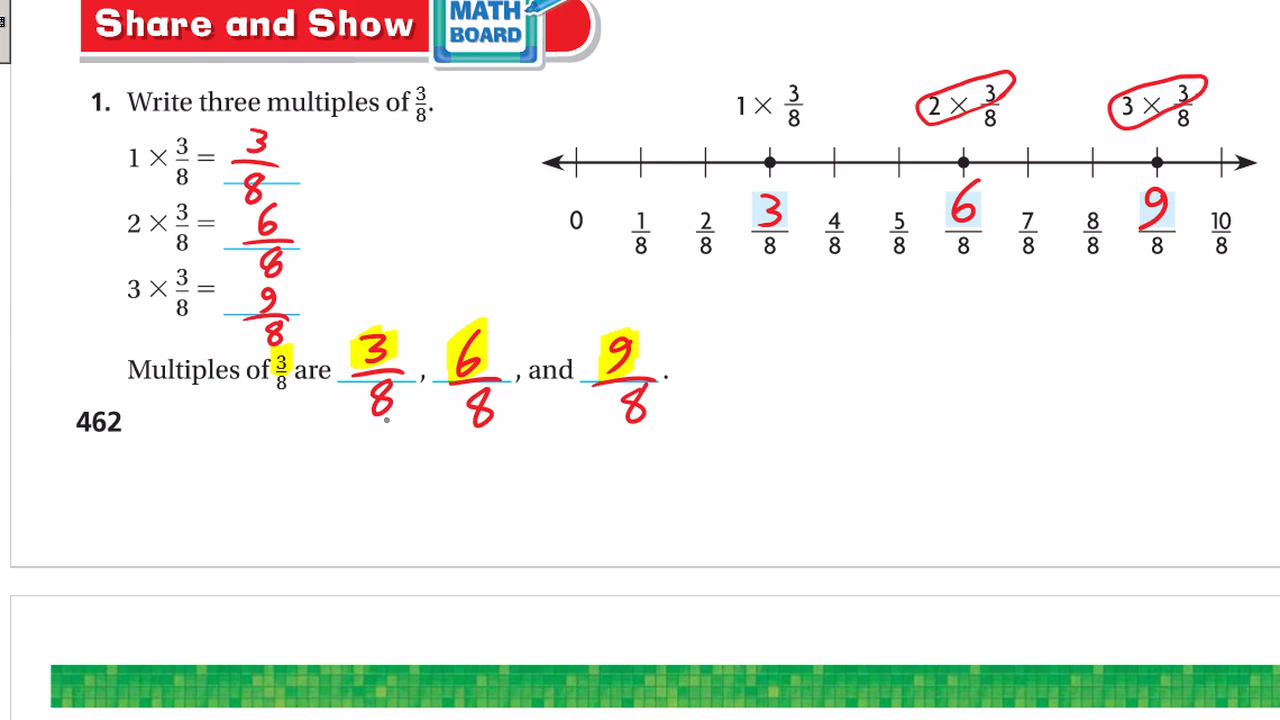 Share and Show
MATH
BOARD
1. Write three multiples of 3/8.
1 × 3/8 = 3/8
2 × 3/8 = 6/8
3 × 3/8 = 9/8
1 × 3/8 2 × 3/8 3 × 3/8
0 1/8 2/8 3/8 4/8 5/8 6/8 7/8 8/8 9/8 10/8
Multiples of 3/8 are 3/8, 6/8, and 9/8.
462